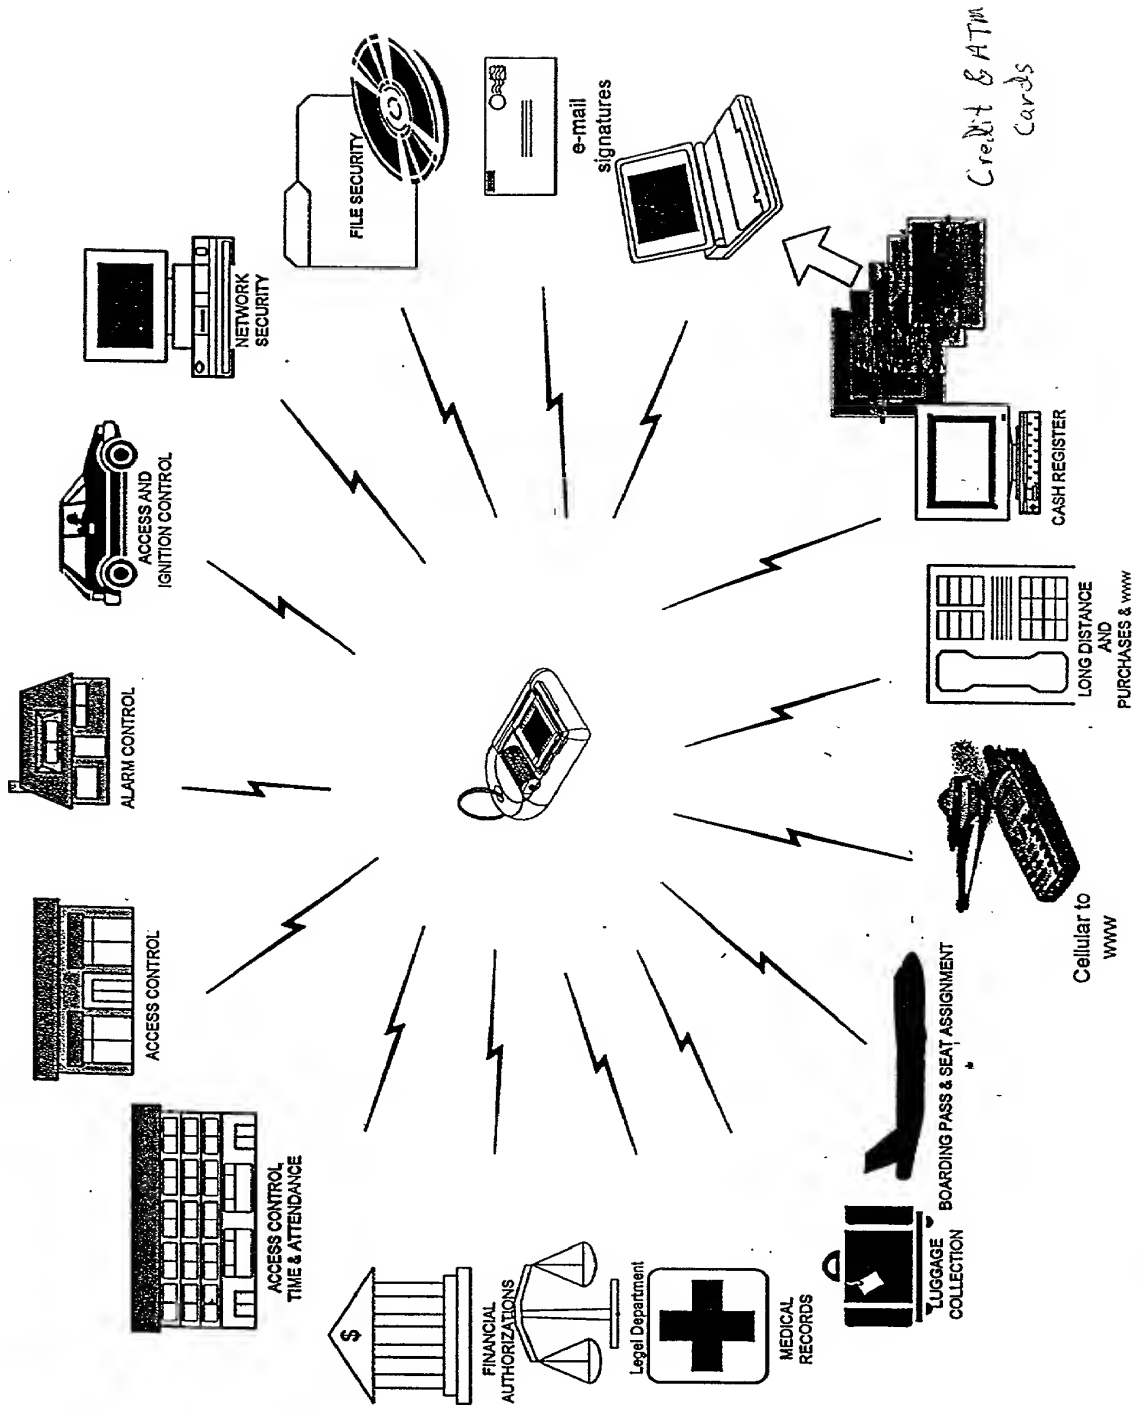 ACCESS CONTROL,
TIME & ATTENDANCE
ACCESS CONTROL
ALARM CONTROL
ACCESS AND
IGNITION CONTROL
NETWORK
SECURITY
FILE SECURITY
e-mail
signatures
Credit & ATM
Cards
CASH REGISTER
LONG DISTANCE
AND
PURCHASES & www
Cellular to
www
BOARDING PASS & SEAT ASSIGNMENT
LUGGAGE
COLLECTION
MEDICAL
RECORDS
Legel Department
FINANCIAL
AUTHORIZATIONS
$